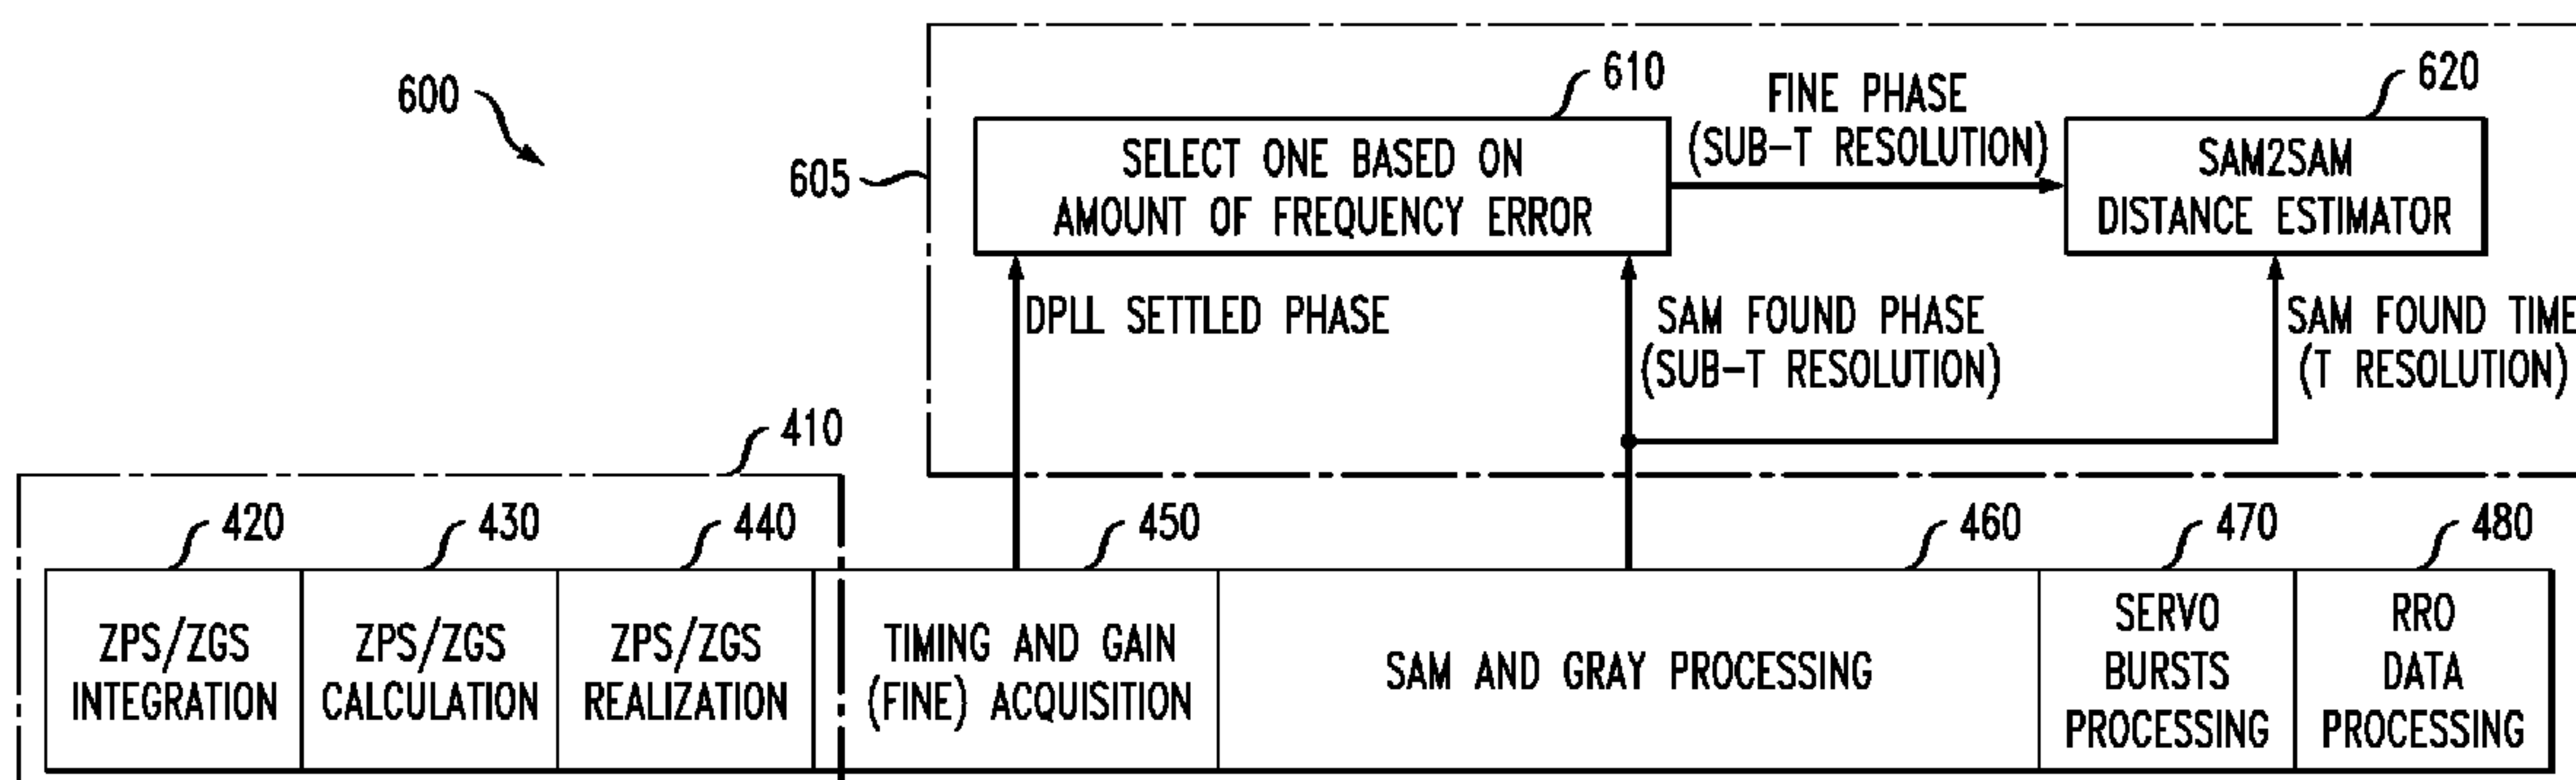 600
605
610
SELECT ONE BASED ON
AMOUNT OF FREQUENCY ERROR
FINE PHASE
(SUB-T RESOLUTION)
620
SAM2SAM
DISTANCE ESTIMATOR
DPLL SETTLED PHASE
SAM FOUND PHASE
(SUB-T RESOLUTION)
SAM FOUND TIME
(T RESOLUTION)
410
420
430
440
450
460
470
480
ZPS/ZGS
INTEGRATION
ZPS/ZGS
CALCULATION
ZPS/ZGS
REALIZATION
TIMING AND GAIN
(FINE) ACQUISITION
SAM AND GRAY PROCESSING
SERVO
BURSTS
PROCESSING
RRO
DATA
PROCESSING